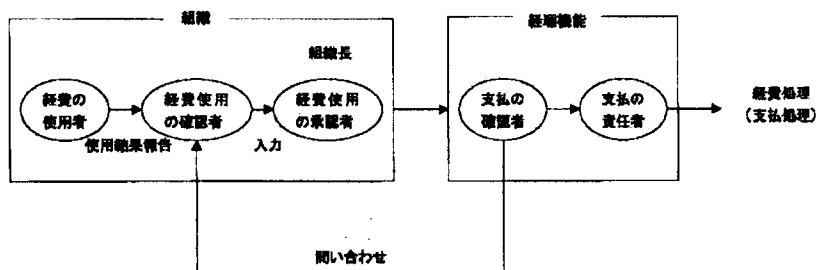 組織
経理機能
組織長
経費の
使用者
経費使用
の確認者
経費使用
の承認者
支払の
確認者
支払の
責任者
経費処理
(支払処理)
使用結果報告
入力
問い合わせ